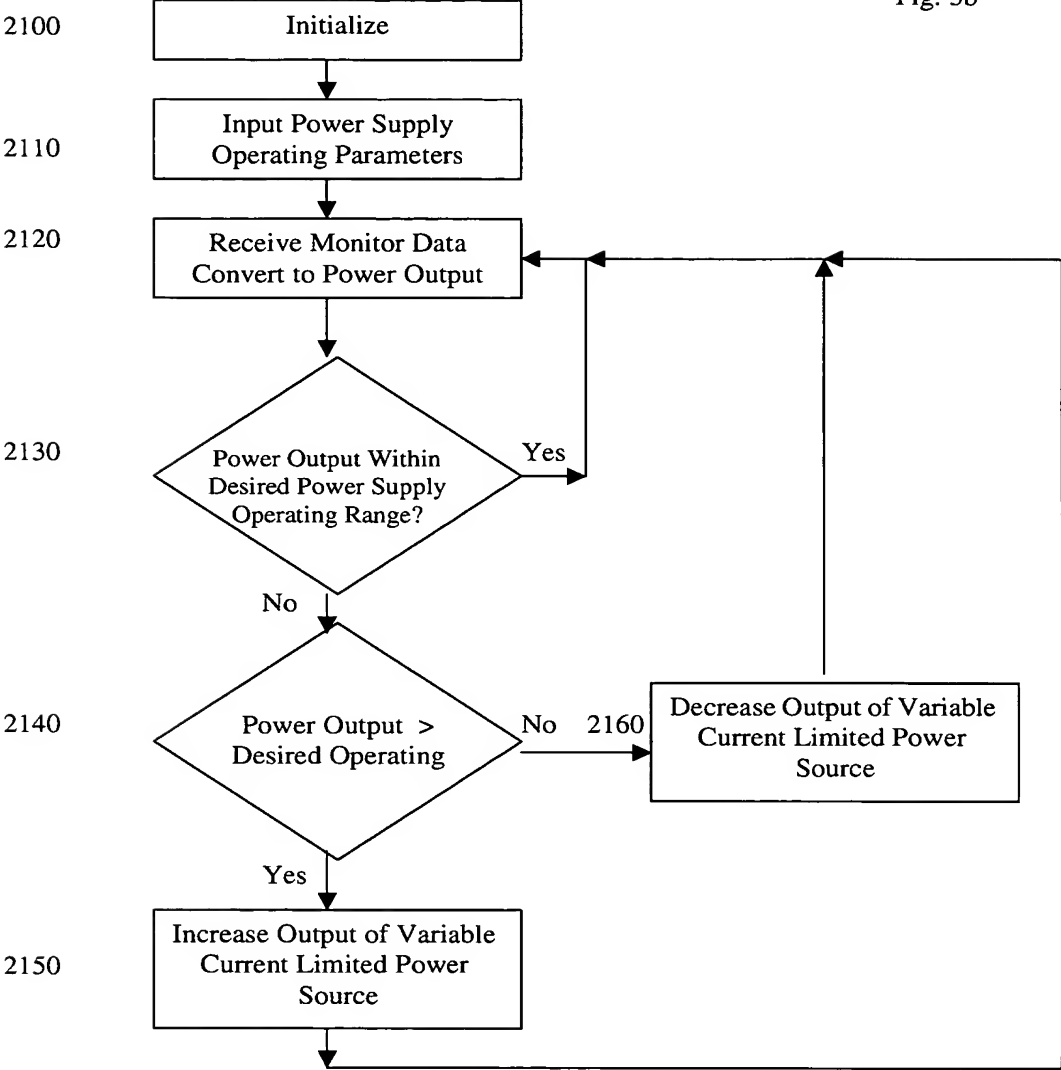 Fig. 3b
2100
Initialize
2110
Input Power Supply
Operating Parameters
2120
Receive Monitor Data
Convert to Power Output
2130
Power Output Within
Desired Power Supply
Operating Range?
Yes
No
2140
Power Output >
Desired Operating
No
2160
Decrease Output of Variable
Current Limited Power
Source
Yes
2150
Increase Output of Variable
Current Limited Power
Source